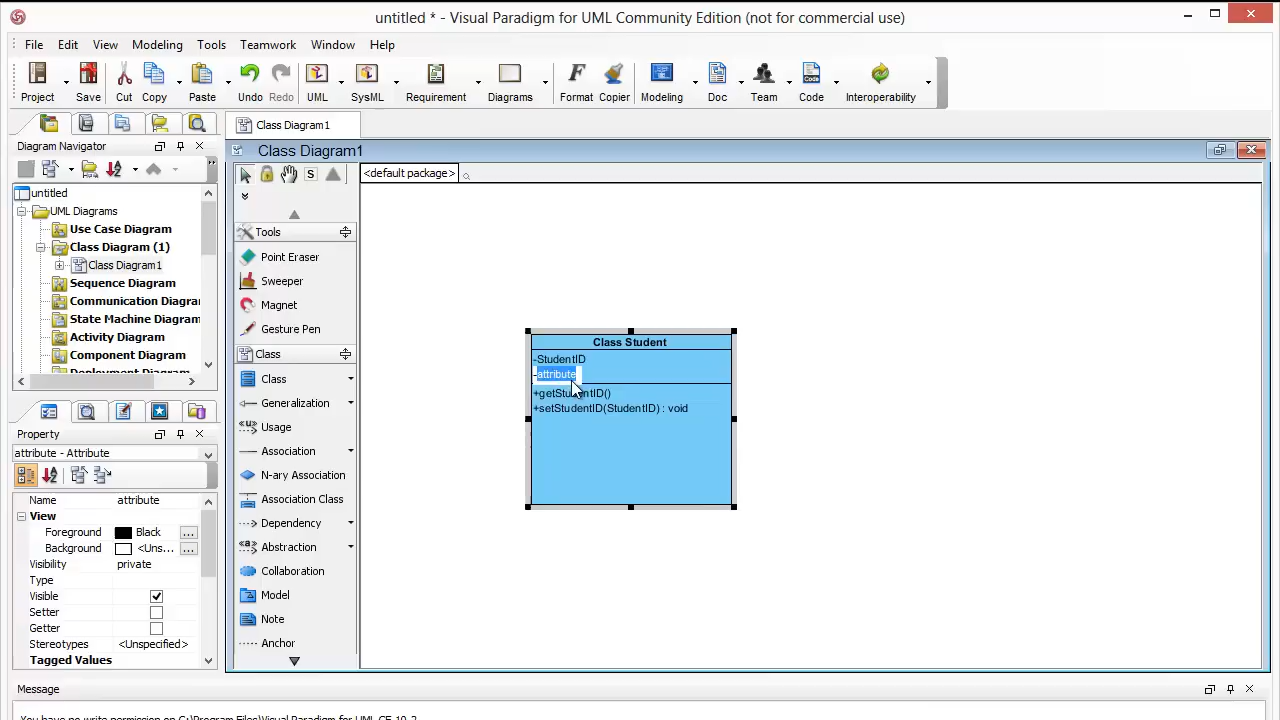 untitled * - Visual Paradigm for UML Community Edition (not for commercial use)
File Edit View Modeling Tools Teamwork Window Help
Project Save Cut Copy Paste Undo Redo UML SysML Requirement Diagrams Format Copier Modeling Doc Team Code Interoperability
Class Diagram1
Diagram Navigator
untitled
UML Diagrams
Use Case Diagram
Class Diagram (1)
Class Diagram1
Sequence Diagram
Communication Diagra
State Machine Diagram
Activity Diagram
Component Diagram
Property
attribute - Attribute
Name attribute
View
Foreground Black ...
Background <Uns... ...
Visibility private
Type
Visible
Setter
Getter
Stereotypes <Unspecified>
Tagged Values
Class Diagram1
S
<default package>
Tools
Point Eraser
Sweeper
Magnet
Gesture Pen
Class
Class
Generalization
Usage
Association
N-ary Association
Association Class
Dependency
Abstraction
Collaboration
Model
Note
Anchor
Class Student
-StudentID
-attribute
+getStudentID()
+setStudentID(StudentID) : void
Message